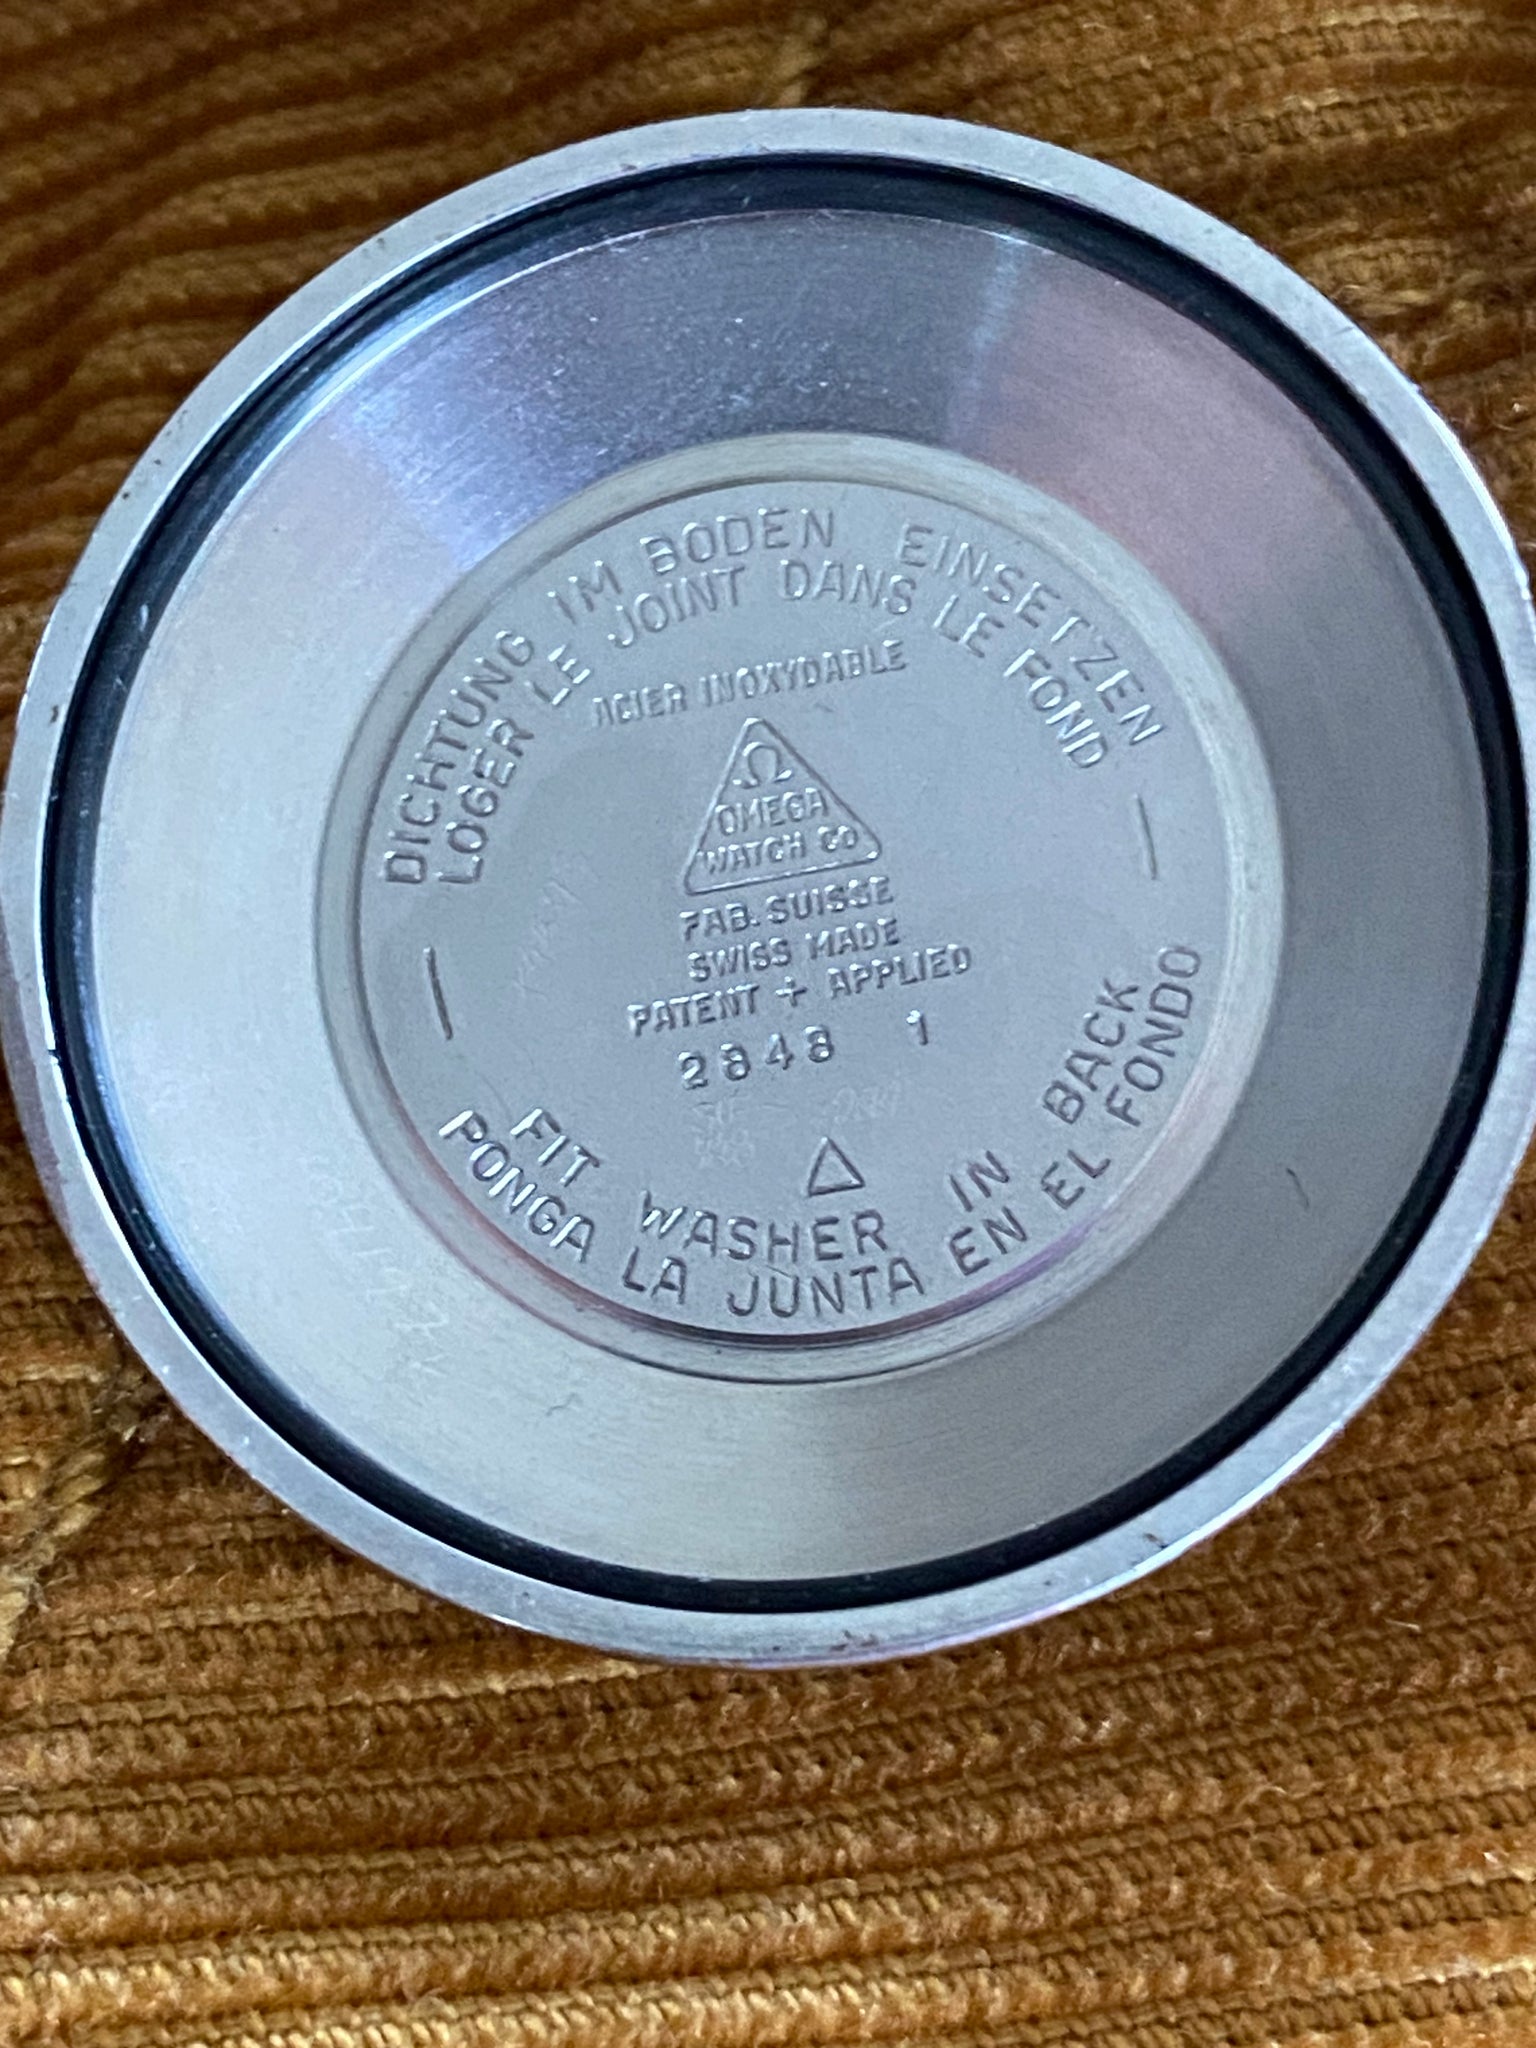 DICHTUNG IM BODEN EINSETZEN
LOGER LE JOINT DANS LE FOND
ACIER INOXYDABLE
Ω
OMEGA
WATCH CO
FAB. SUISSE
SWISS MADE
PATENT + APPLIED
2848 1
FIT WASHER IN BACK
PONGA LA JUNTA EN EL FONDO